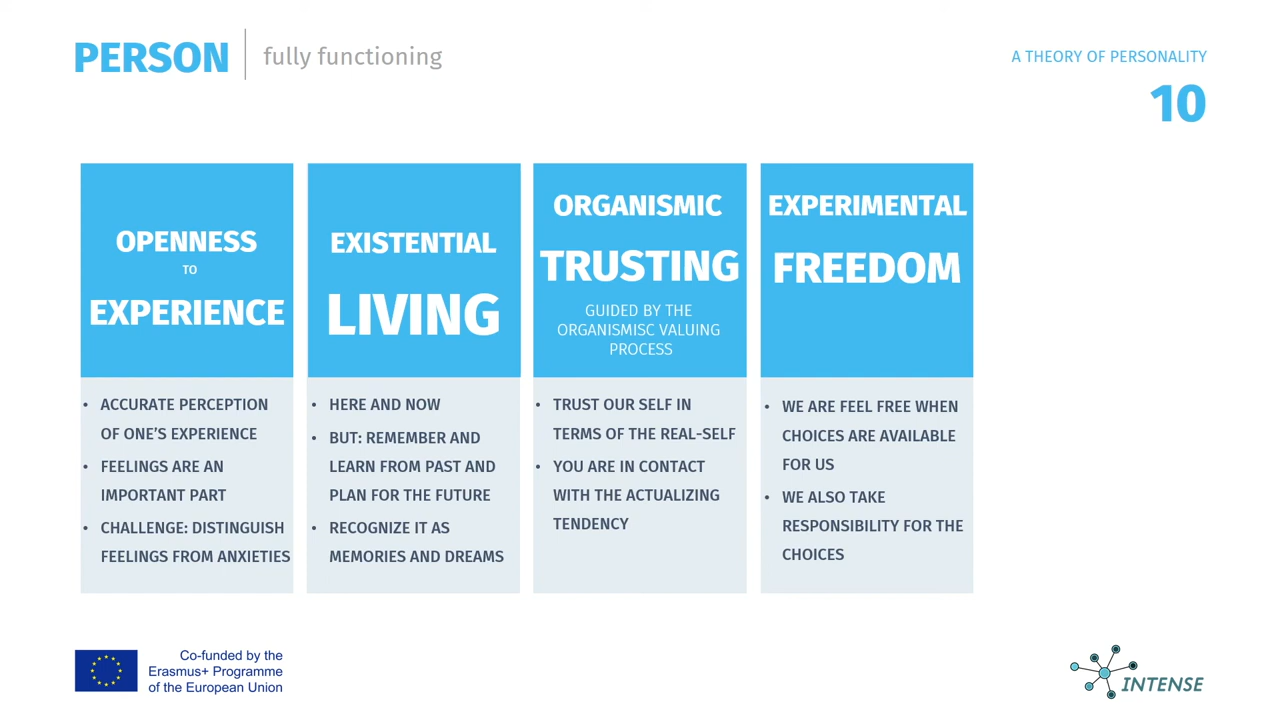 PERSON
fully functioning
A THEORY OF PERSONALITY
10
OPENNESS
TO
EXPERIENCE
• ACCURATE PERCEPTION
OF ONE’S EXPERIENCE
• FEELINGS ARE AN
IMPORTANT PART
• CHALLENGE: DISTINGUISH
FEELINGS FROM ANXIETIES
EXISTENTIAL
LIVING
• HERE AND NOW
• BUT: REMEMBER AND
LEARN FROM PAST AND
PLAN FOR THE FUTURE
• RECOGNIZE IT AS
MEMORIES AND DREAMS
ORGANISMIC
TRUSTING
GUIDED BY THE
ORGANISMISC VALUING
PROCESS
• TRUST OUR SELF IN
TERMS OF THE REAL-SELF
• YOU ARE IN CONTACT
WITH THE ACTUALIZING
TENDENCY
EXPERIMENTAL
FREEDOM
• WE ARE FEEL FREE WHEN
CHOICES ARE AVAILABLE
FOR US
• WE ALSO TAKE
RESPONSIBILITY FOR THE
CHOICES
Co-funded by the
Erasmus+ Programme
of the European Union
INTENSE